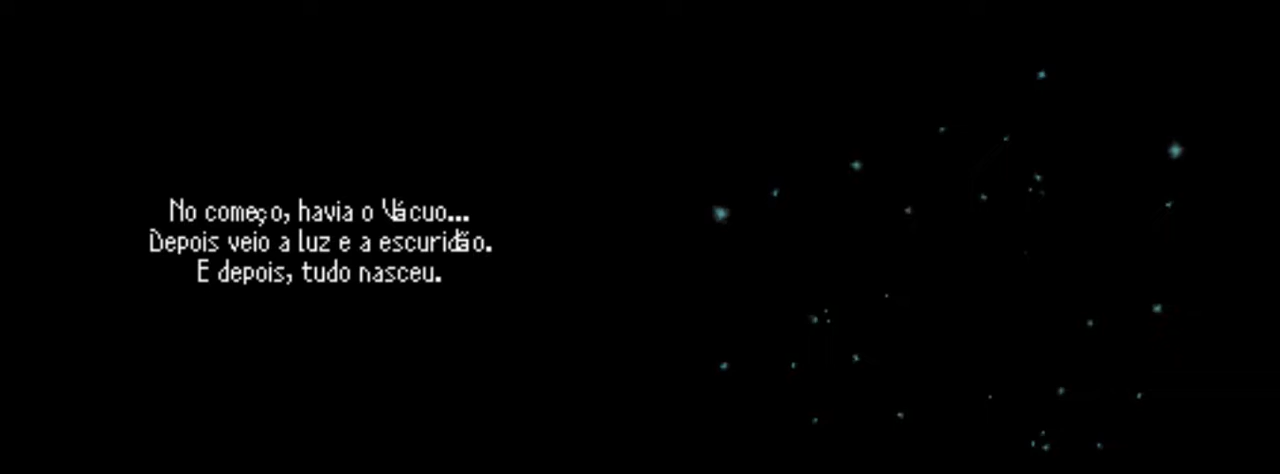 No começo, havia o Vácuo...
Depois veio a luz e a escuridão.
E depois, tudo nasceu.